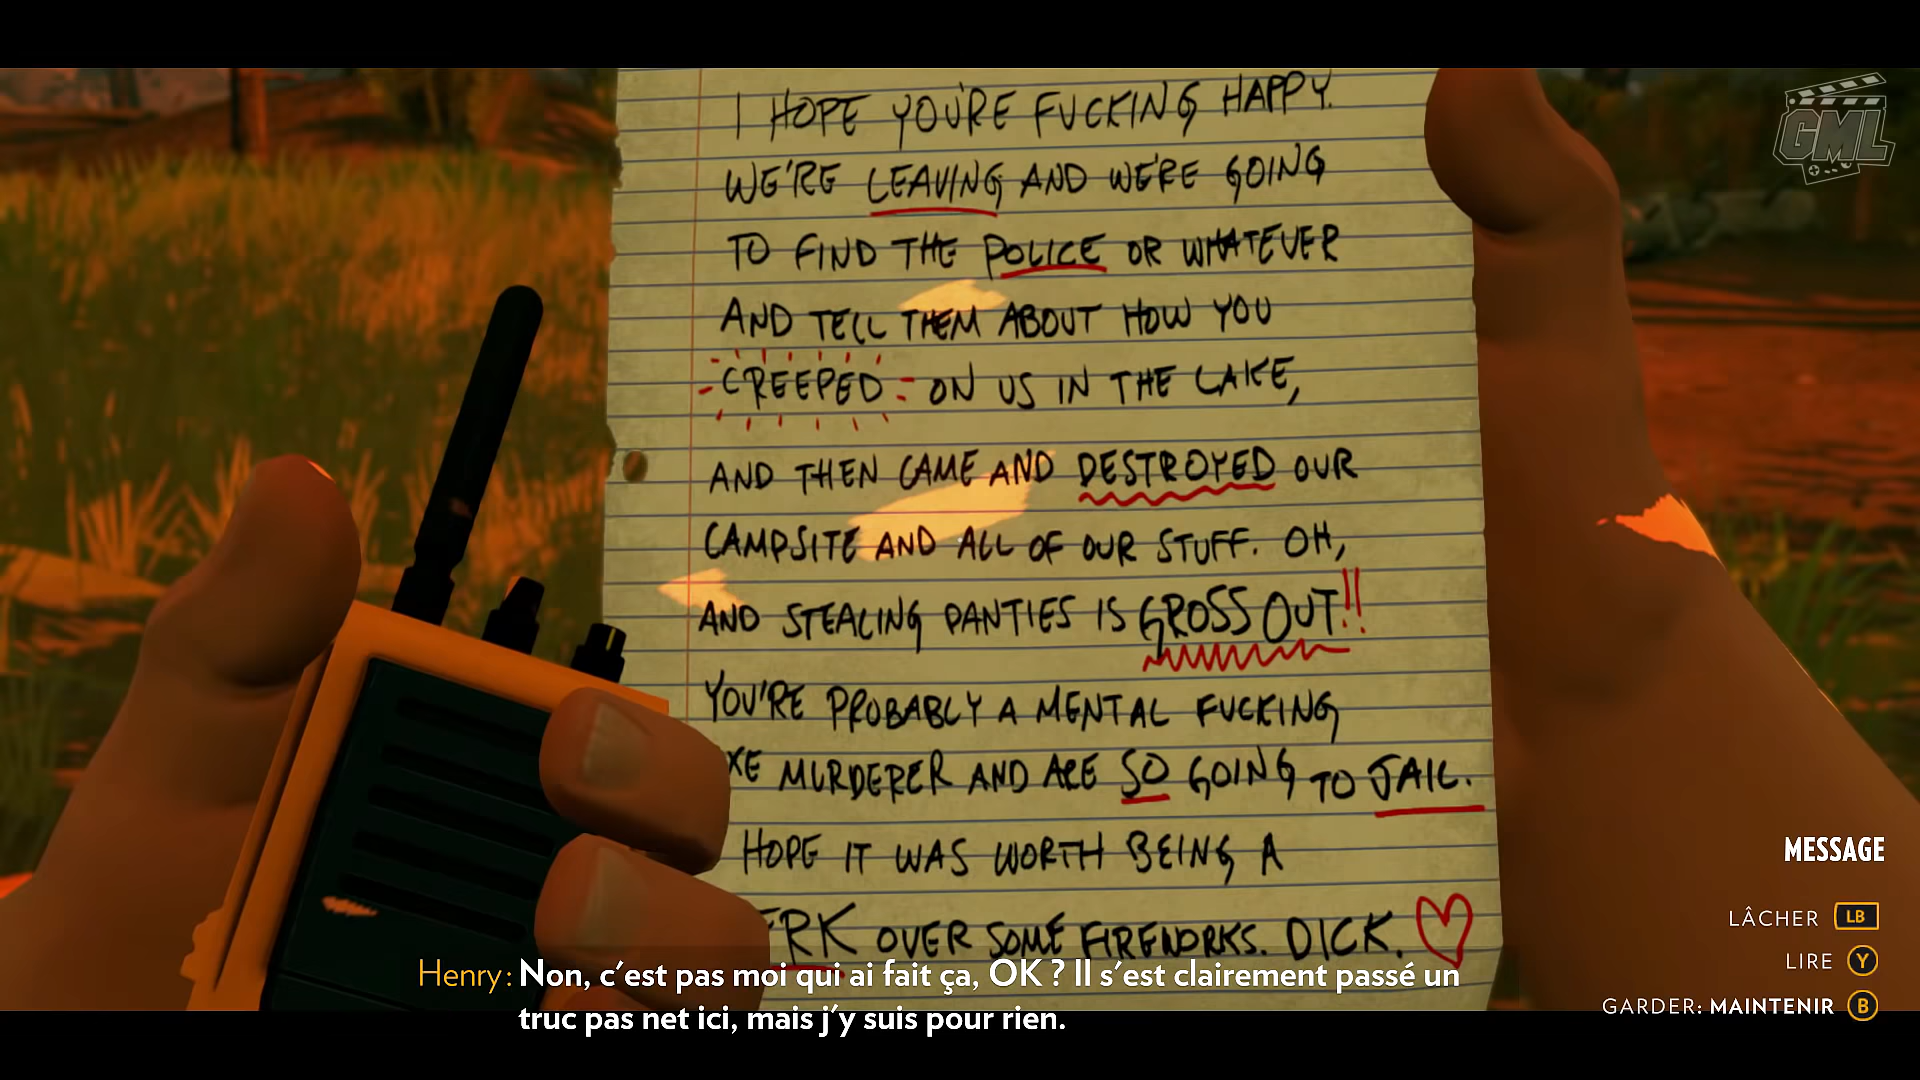 I HOPE YOU'RE FUCKING HAPPY.
WE'RE LEAVING AND WE'RE GOING
TO FIND THE POLICE OR WHATEVER
AND TELL THEM ABOUT HOW YOU
CREEPED ON US IN THE LAKE,
AND THEN CAME AND DESTROYED OUR
CAMPSITE AND ALL OF OUR STUFF. OH,
AND STEALING PANTIES IS GROSS OUT!!
YOU'RE PROBABLY A MENTAL FUCKING
XE MURDERER AND ARE SO GOING TO JAIL.
HOPE IT WAS WORTH BEING A
ERK OVER SOME FIREWORKS. DICK.
Henry: Non, c'est pas moi qui ai fait ça, OK ? Il s'est clairement passé un
truc pas net ici, mais j'y suis pour rien.
GML
MESSAGE
LÂCHER LB
LIRE Y
GARDER: MAINTENIR B